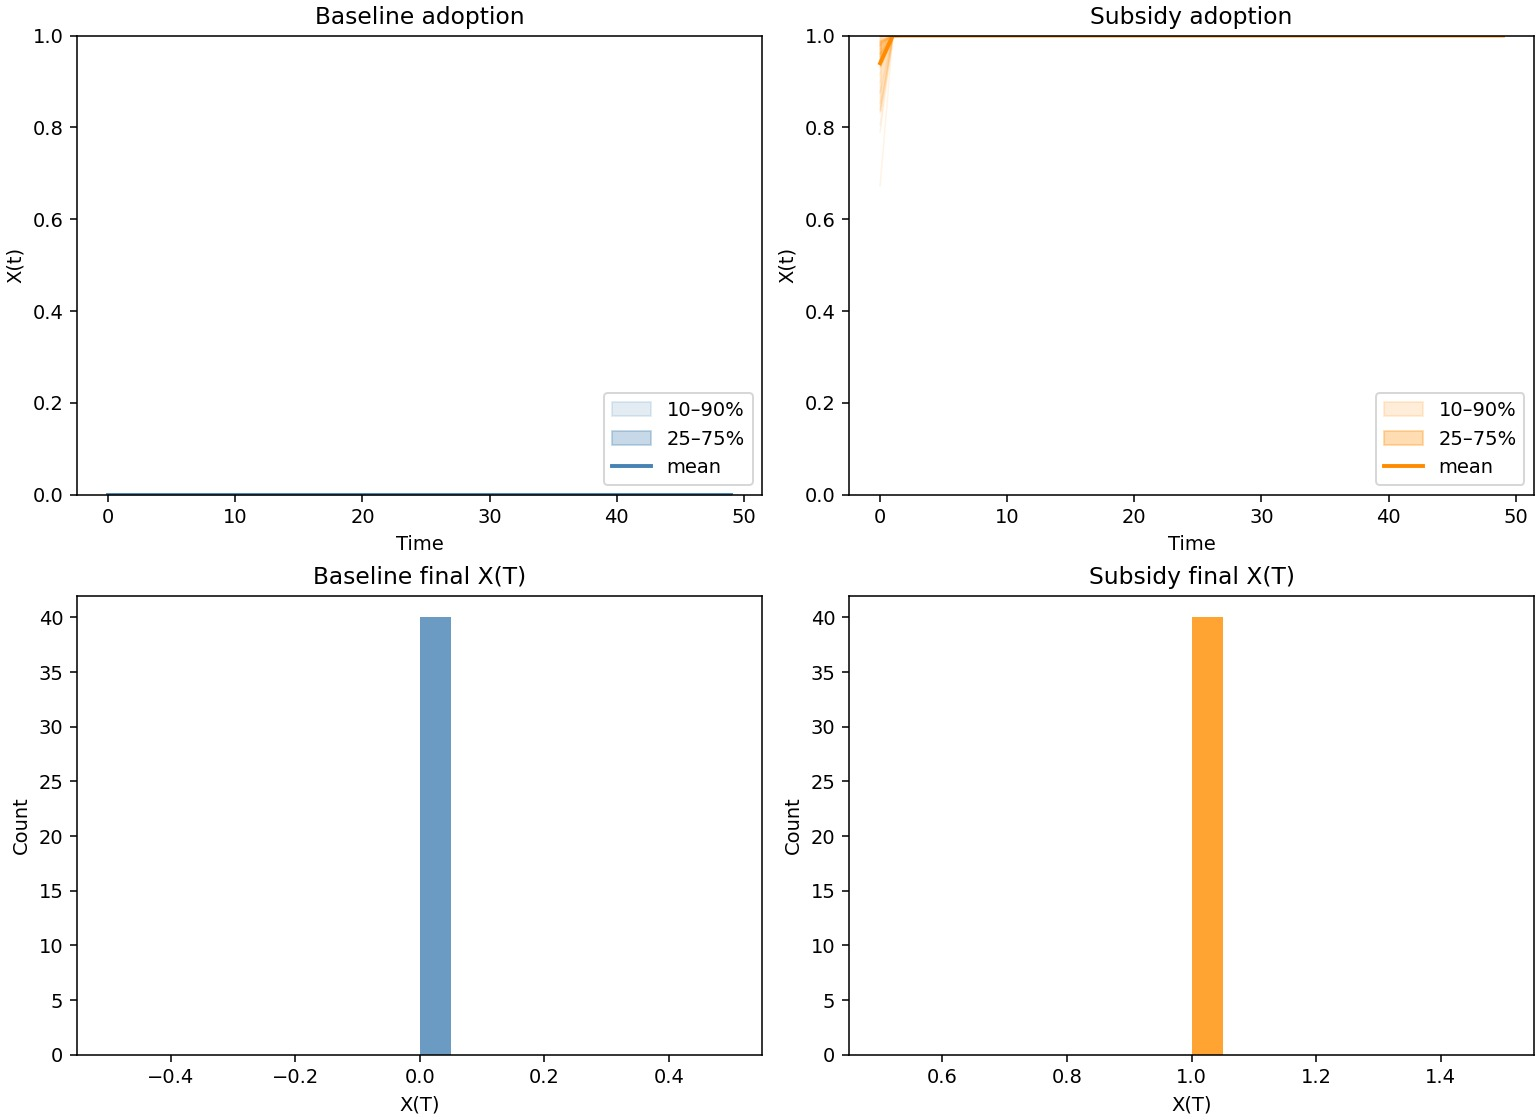 Baseline adoption
X(t)
1.0
0.8
0.6
0.4
0.2
0.0
10–90%
25–75%
mean
0 10 20 30 40 50
Time
Subsidy adoption
X(t)
1.0
0.8
0.6
0.4
0.2
0.0
10–90%
25–75%
mean
0 10 20 30 40 50
Time
Baseline final X(T)
Count
40
35
30
25
20
15
10
5
0
−0.4 −0.2 0.0 0.2 0.4
X(T)
Subsidy final X(T)
Count
40
35
30
25
20
15
10
5
0
0.6 0.8 1.0 1.2 1.4
X(T)